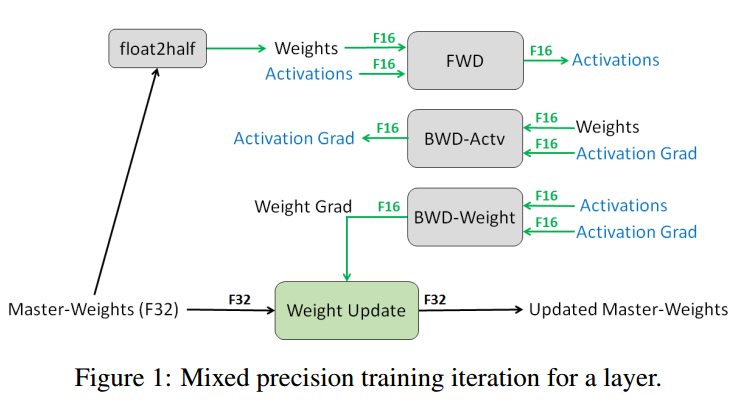 float2half
Weights F16
Activations F16
FWD
F16 Activations
Activation Grad F16
BWD-Actv
F16 Weights
F16 Activation Grad
Weight Grad F16
BWD-Weight
F16 Activations
F16 Activation Grad
Master-Weights (F32) F32
Weight Update
F32 Updated Master-Weights
Figure 1: Mixed precision training iteration for a layer.